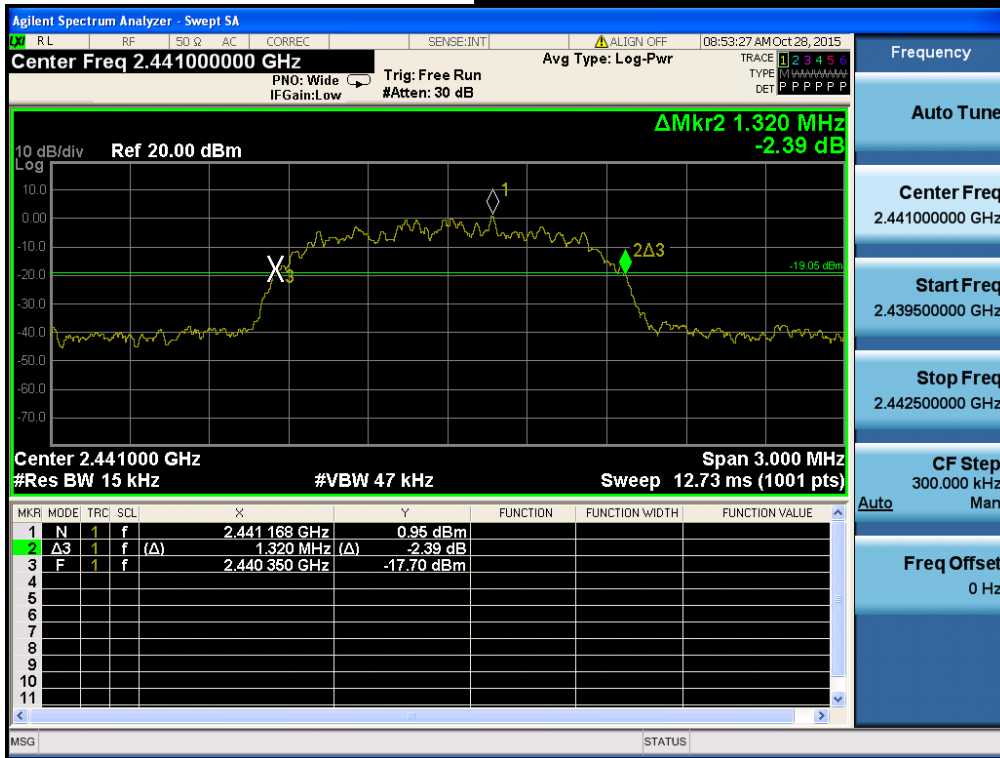 Agilent Spectrum Analyzer - Swept SA
LXI RL RF 50 Ω AC CORREC SENSE:INT ALIGN OFF 08:53:27 AM Oct 28, 2015
Center Freq 2.441000000 GHz
PNO: Wide
IFGain:Low
Trig: Free Run
#Atten: 30 dB
Avg Type: Log-Pwr
TRACE 1 2 3 4 5 6
TYPE MWWWWW
DET P P P P P P
ΔMkr2 1.320 MHz
-2.39 dB
10 dB/div Ref 20.00 dBm
Log
10.0
0.00
-10.0
-20.0
-30.0
-40.0
-50.0
-60.0
-70.0
1
2Δ3
X3
-19.05 dBm
Center 2.441000 GHz Span 3.000 MHz
#Res BW 15 kHz #VBW 47 kHz Sweep 12.73 ms (1001 pts)
MKR MODE TRC SCL X Y FUNCTION FUNCTION WIDTH FUNCTION VALUE
1 N 1 f 2.441 168 GHz 0.95 dBm
2 Δ3 1 f (Δ) 1.320 MHz (Δ) -2.39 dB
3 F 1 f 2.440 350 GHz -17.70 dBm
4
5
6
7
8
9
10
11
MSG STATUS
Frequency
Auto Tune
Center Freq
2.441000000 GHz
Start Freq
2.439500000 GHz
Stop Freq
2.442500000 GHz
CF Step
300.000 kHz
Auto Man
Freq Offset
0 Hz